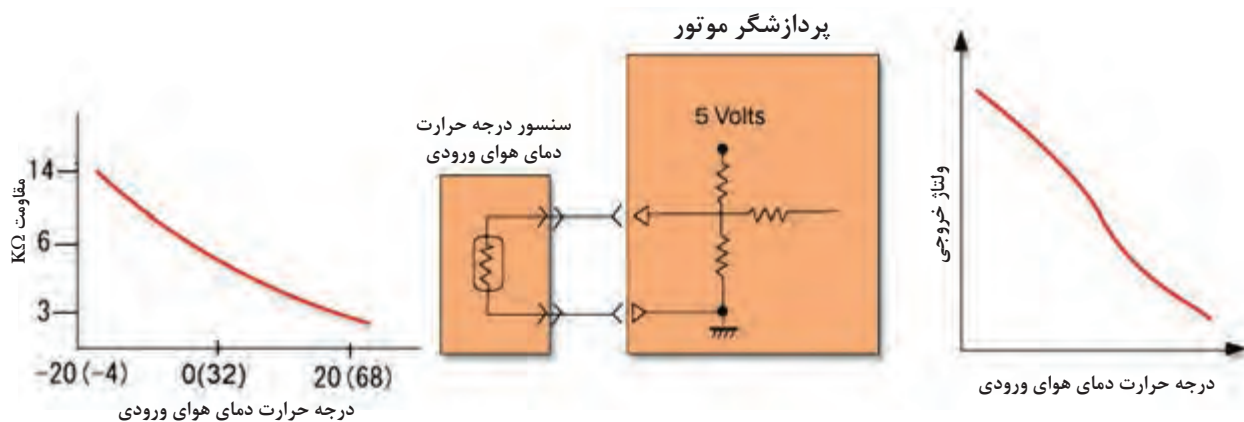 پردازشگر موتور
5 Volts
سنسور درجه حرارت
دمای هوای ورودی
مقاومت KΩ
14
6
3
-20 (-4)
0(32)
20 (68)
درجه حرارت دمای هوای ورودی
ولتاژ خروجی
درجه حرارت دمای هوای ورودی